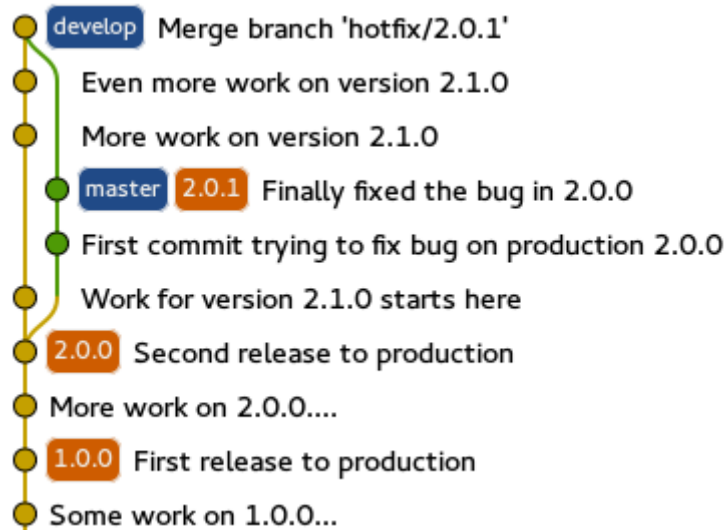 develop Merge branch 'hotfix/2.0.1'
Even more work on version 2.1.0
More work on version 2.1.0
master 2.0.1 Finally fixed the bug in 2.0.0
First commit trying to fix bug on production 2.0.0
Work for version 2.1.0 starts here
2.0.0 Second release to production
More work on 2.0.0....
1.0.0 First release to production
Some work on 1.0.0...